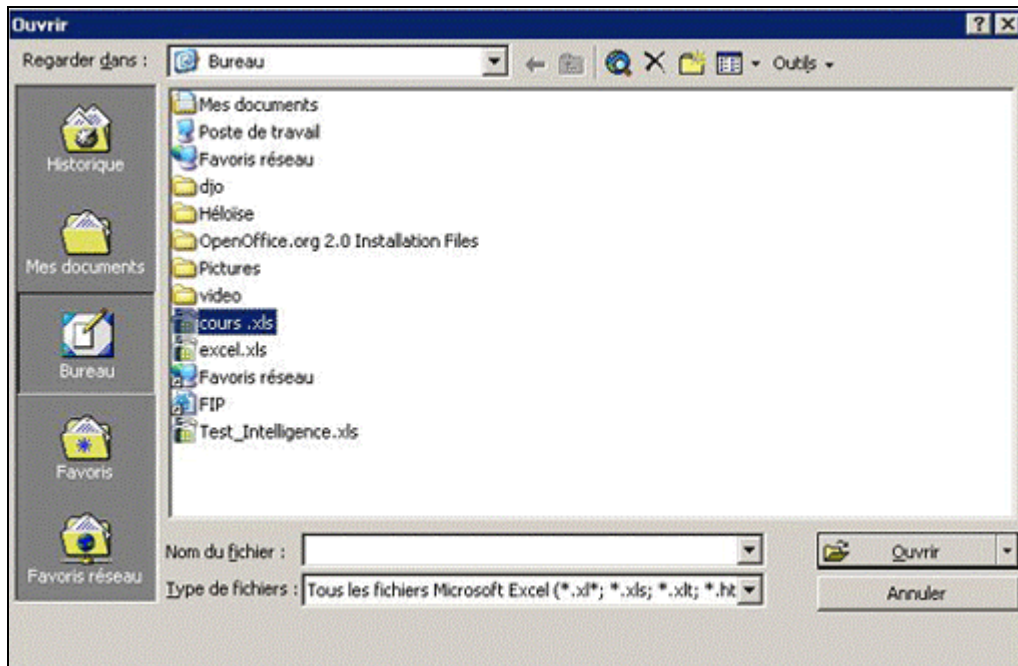 Ouvrir
Regarder dans :
Bureau
Outils
Historique
Mes documents
Bureau
Favoris
Favoris réseau
Mes documents
Poste de travail
Favoris réseau
djo
Héloïse
OpenOffice.org 2.0 Installation Files
Pictures
video
cours .xls
excel.xls
Favoris réseau
FIP
Test_Intelligence.xls
Nom du fichier :
Ouvrir
Type de fichiers :
Tous les fichiers Microsoft Excel (*.xl*; *.xls; *.xlt; *.ht
Annuler